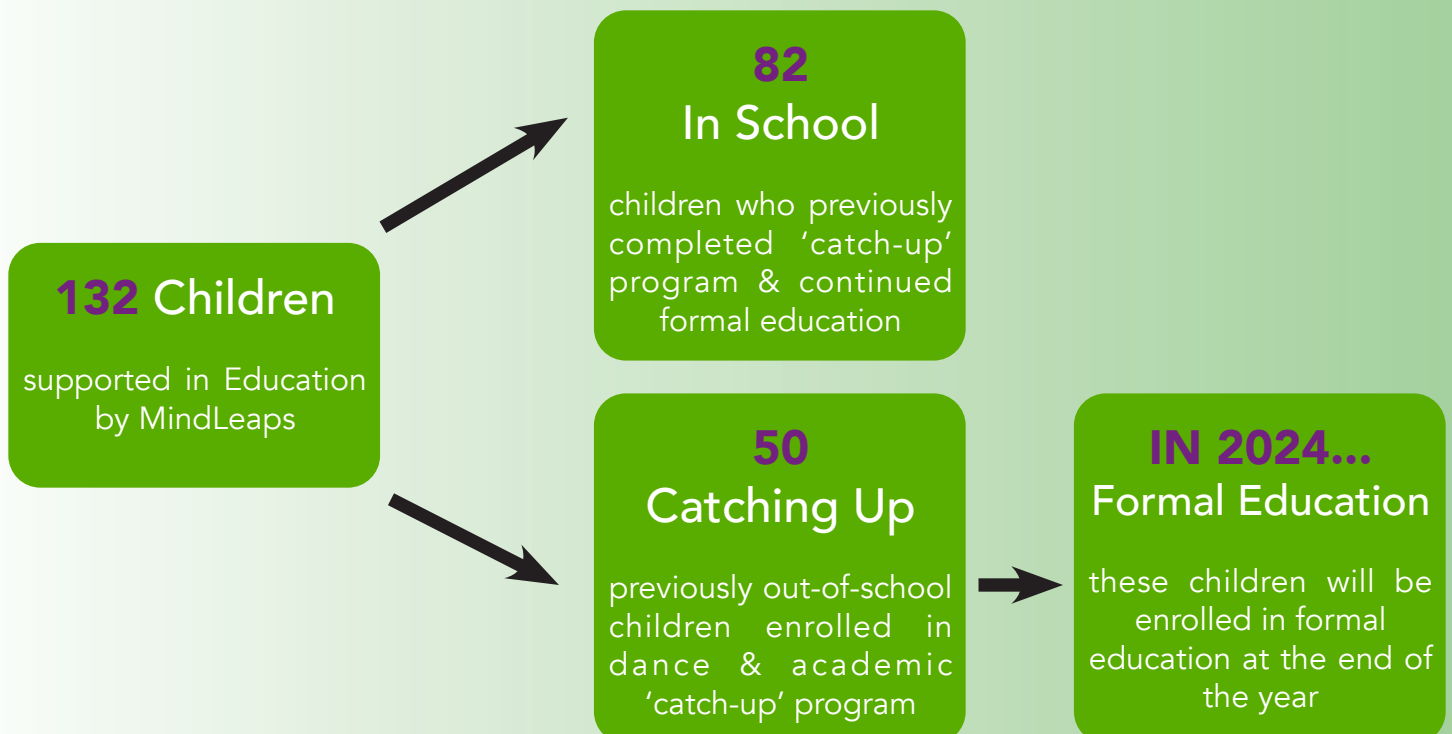 132 Children
supported in Education
by MindLeaps
82
In School
children who previously
completed ‘catch-up’
program & continued
formal education
50
Catching Up
previously out-of-school
children enrolled in
dance & academic
‘catch-up’ program
IN 2024...
Formal Education
these children will be
enrolled in formal
education at the end of
the year